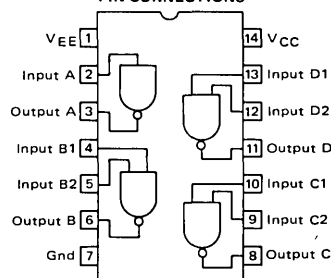 PIN CONNECTIONS
VEE 1
14 VCC
Input A 2
13 Input D1
Output A 3
12 Input D2
Input B1 4
11 Output D
Input B2 5
10 Input C1
Output B 6
9 Input C2
Gnd 7
8 Output C